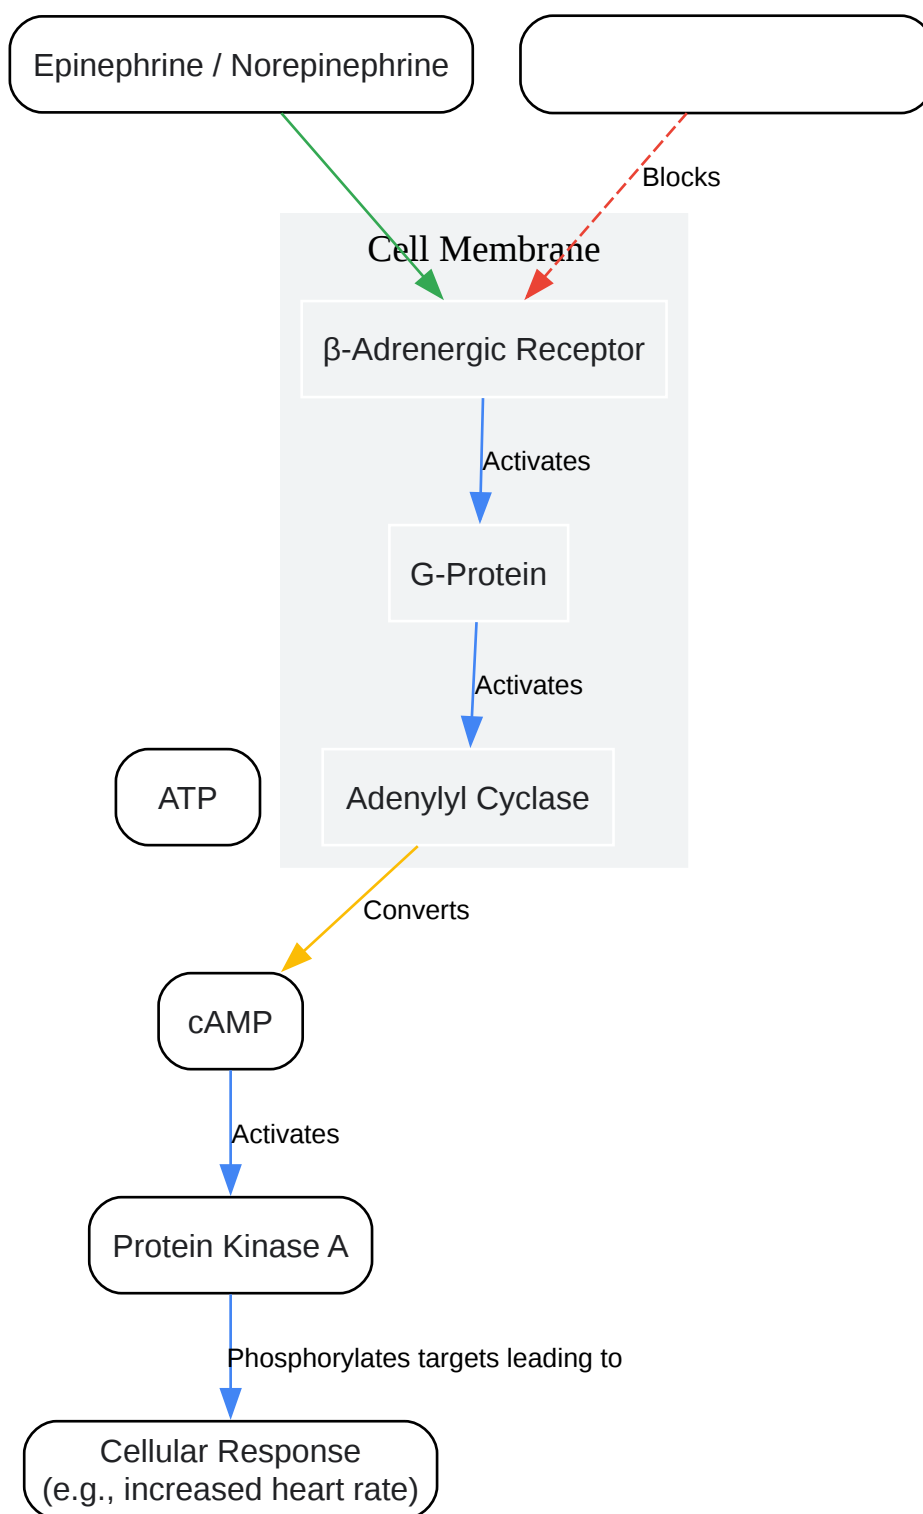 Epinephrine / Norepinephrine
Blocks
Cell Membrane
β-Adrenergic Receptor
Activates
G-Protein
Activates
ATP
Adenylyl Cyclase
Converts
cAMP
Activates
Protein Kinase A
Phosphorylates targets leading to
Cellular Response
(e.g., increased heart rate)